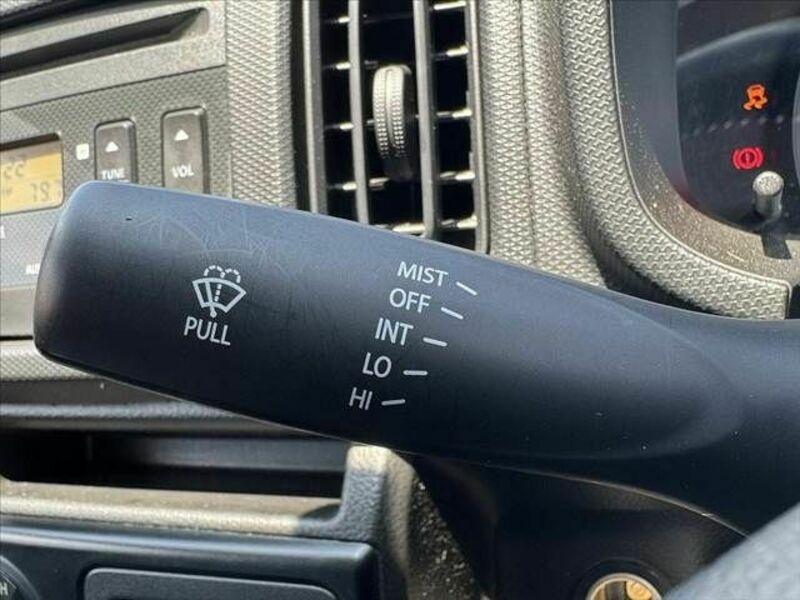 TUNE
VOL
MIST
OFF
INT
LO
HI
PULL